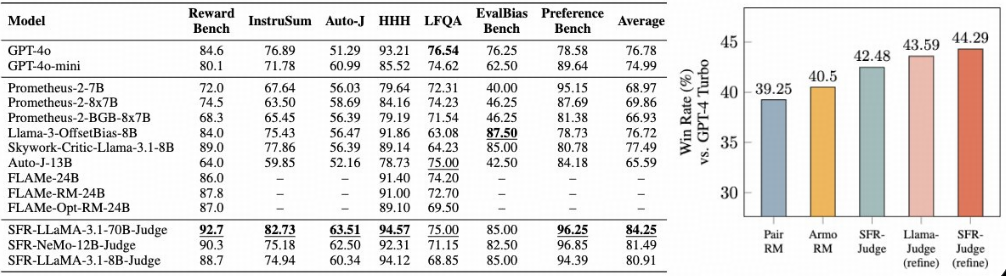 Model Reward Bench InstruSum Auto-J HHH LFQA EvalBias Bench Preference Bench Average
GPT-4o 84.6 76.89 51.29 93.21 76.54 76.25 78.58 76.78
GPT-4o-mini 80.1 71.78 60.99 85.52 74.62 62.50 89.64 74.99
Prometheus-2-7B 72.0 67.64 56.03 79.64 72.31 40.00 95.15 68.97
Prometheus-2-8x7B 74.5 63.50 58.69 84.16 74.23 46.25 87.69 69.86
Prometheus-2-BGB-8x7B 68.3 65.45 56.39 79.19 71.54 46.25 81.38 66.93
Llama-3-OffsetBias-8B 84.0 75.43 56.47 91.86 63.08 87.50 78.73 76.72
Skywork-Critic-Llama-3.1-8B 89.0 77.86 56.39 89.14 64.23 85.00 80.78 77.49
Auto-J-13B 64.0 59.85 52.16 78.73 75.00 42.50 84.18 65.59
FLAMe-24B 86.0 – – 91.40 74.20 – – –
FLAMe-RM-24B 87.8 – – 91.00 72.70 – – –
FLAMe-Opt-RM-24B 87.0 – – 89.10 69.50 – – –
SFR-LLaMA-3.1-70B-Judge 92.7 82.73 63.51 94.57 75.00 85.00 96.25 84.25
SFR-NeMo-12B-Judge 90.3 75.18 62.50 92.31 71.15 82.50 96.85 81.49
SFR-LLaMA-3.1-8B-Judge 88.7 74.94 60.34 94.12 68.85 85.00 94.39 80.91
Win Rate (%)
vs. GPT-4 Turbo
45
40
35
30
39.25
40.5
42.48
43.59
44.29
Pair RM
Armo RM
SFR-Judge
Llama-Judge (refine)
SFR-Judge (refine)